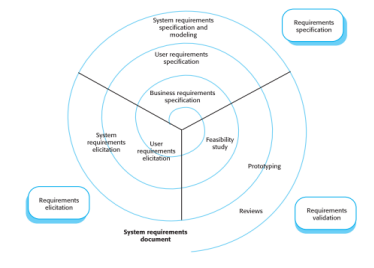 System requirements
specification and
modeling
Requirements
specification
User requirements
specification
Business requirements
specification
System
requirements
elicitation
User
requirements
elicitation
Feasibility
study
Prototyping
Requirements
elicitation
Reviews
Requirements
validation
System requirements
document